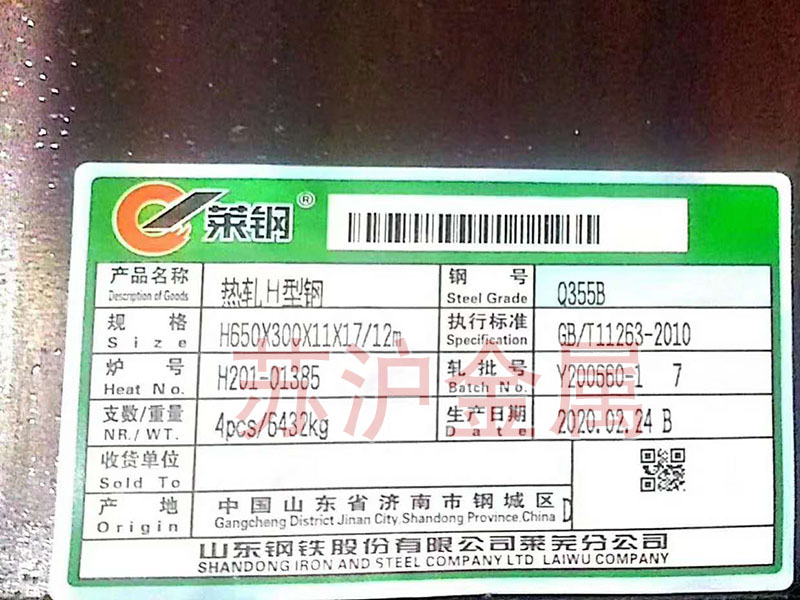 莱钢®
产品名称 热轧H型钢 钢号 Q355B
Description of Goods Steel Grade
规格 H650X300X11X17/12m 执行标准 GB/T11263-2010
Size Specification
炉号 H201-01385 轧批号 Y200660-1 7
Heat No. Batch No.
支数/重量 4pcs/6432kg 生产日期 2020.02.24 B
NR./WT. Date
收货单位
Sold To
产地 中国山东省济南市钢城区 D
Origin Gangcheng District Jinan City,Shandong Province,China
山东钢铁股份有限公司莱芜分公司
SHANDONG IRON AND STEEL COMPANY LTD LAIWU COMPANY
苏沪金属